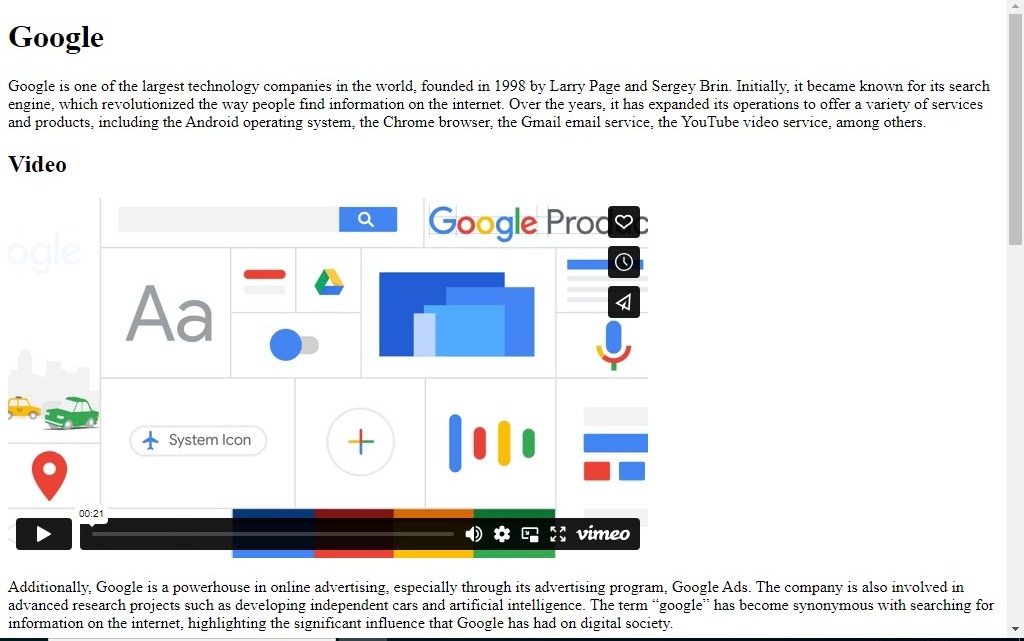 Google
Google is one of the largest technology companies in the world, founded in 1998 by Larry Page and Sergey Brin. Initially, it became known for its search
engine, which revolutionized the way people find information on the internet. Over the years, it has expanded its operations to offer a variety of services
and products, including the Android operating system, the Chrome browser, the Gmail email service, the YouTube video service, among others.
Video
Google Produc
ogle
Aa
System Icon
00:21
vimeo
Additionally, Google is a powerhouse in online advertising, especially through its advertising program, Google Ads. The company is also involved in
advanced research projects such as developing independent cars and artificial intelligence. The term “google” has become synonymous with searching for
information on the internet, highlighting the significant influence that Google has had on digital society.